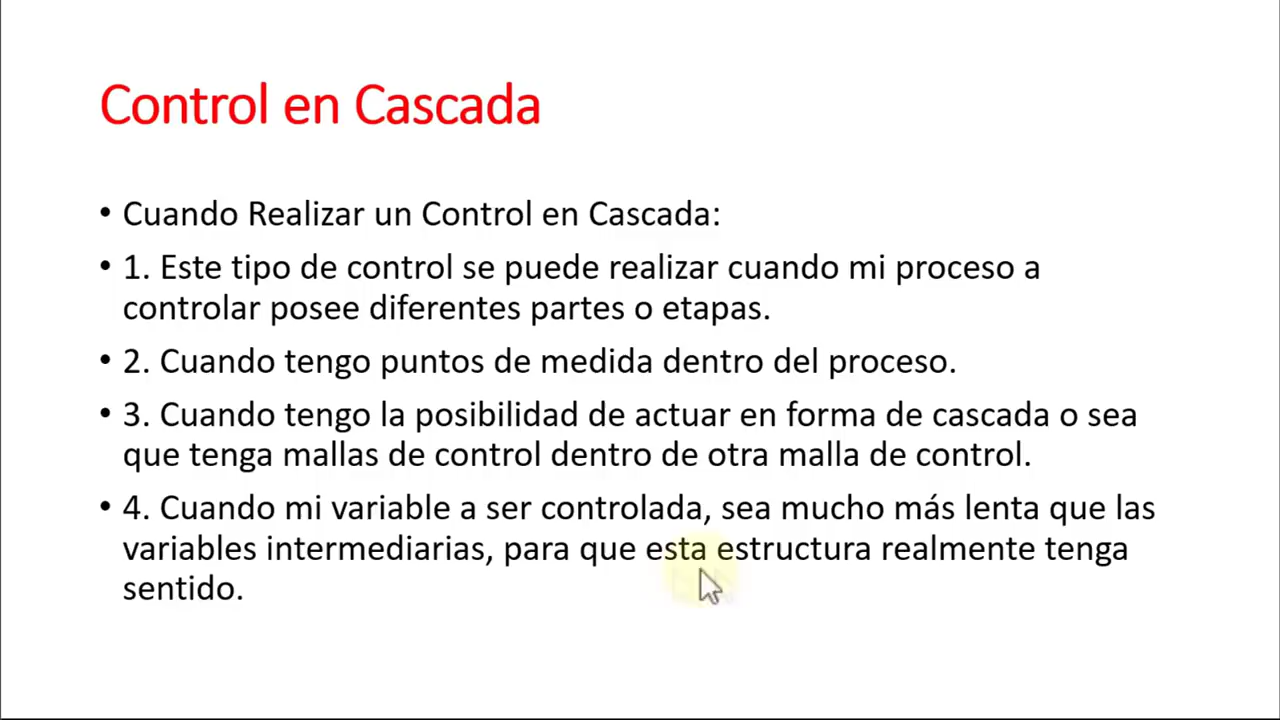 Control en Cascada
• Cuando Realizar un Control en Cascada:
• 1. Este tipo de control se puede realizar cuando mi proceso a
controlar posee diferentes partes o etapas.
• 2. Cuando tengo puntos de medida dentro del proceso.
• 3. Cuando tengo la posibilidad de actuar en forma de cascada o sea
que tenga mallas de control dentro de otra malla de control.
• 4. Cuando mi variable a ser controlada, sea mucho más lenta que las
variables intermediarias, para que esta estructura realmente tenga
sentido.